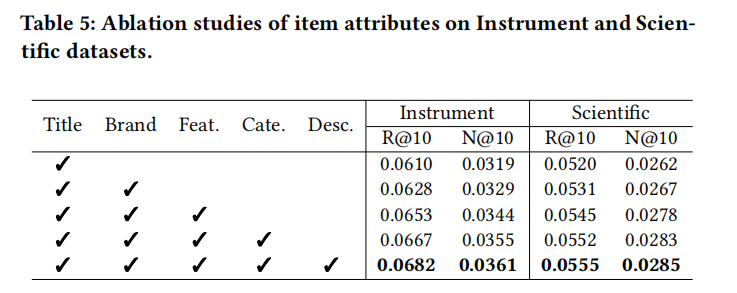 Table 5: Ablation studies of item attributes on Instrument and Scien-
tific datasets.
Title Brand Feat. Cate. Desc. Instrument Scientific
R@10 N@10 R@10 N@10
✓ 0.0610 0.0319 0.0520 0.0262
✓ ✓ 0.0628 0.0329 0.0531 0.0267
✓ ✓ ✓ 0.0653 0.0344 0.0545 0.0278
✓ ✓ ✓ ✓ 0.0667 0.0355 0.0552 0.0283
✓ ✓ ✓ ✓ ✓ 0.0682 0.0361 0.0555 0.0285